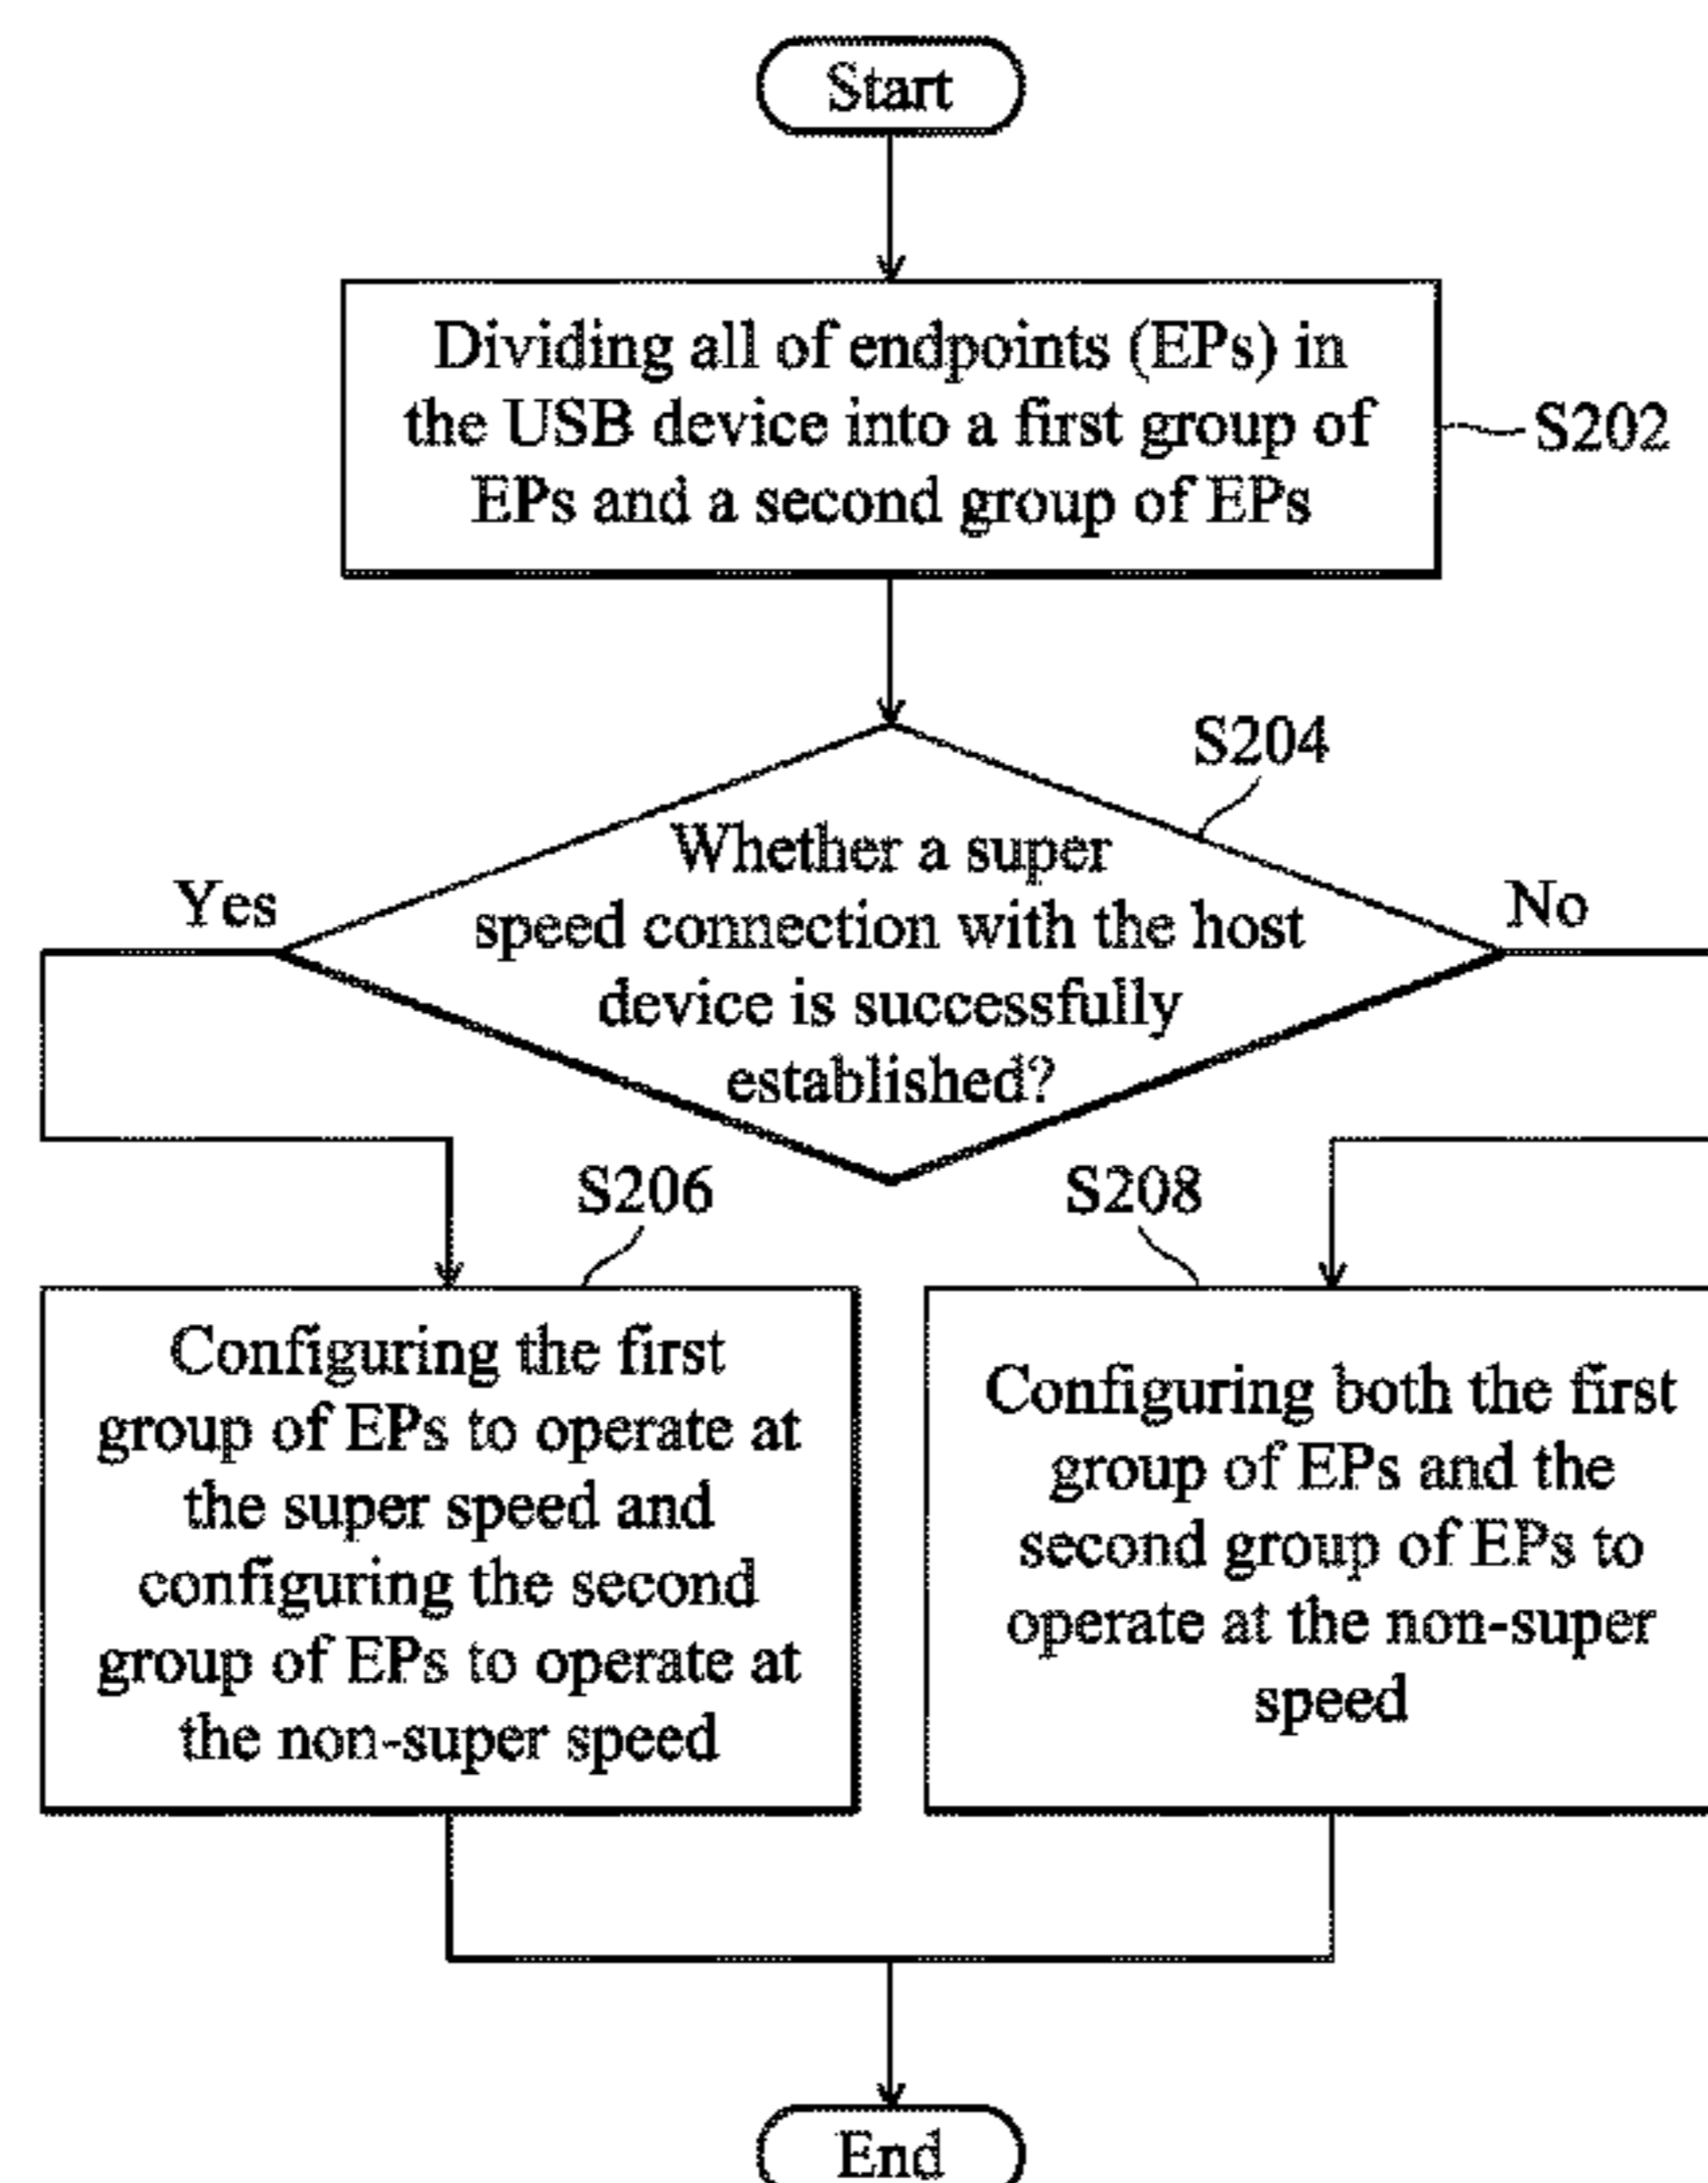 Start
Dividing all of endpoints (EPs) in
the USB device into a first group of
EPs and a second group of EPs
S202
S204
Whether a super
speed connection with the host
device is successfully
established?
Yes
No
S206
S208
Configuring the first
group of EPs to operate at
the super speed and
configuring the second
group of EPs to operate at
the non-super speed
Configuring both the first
group of EPs and the
second group of EPs to
operate at the non-super
speed
End